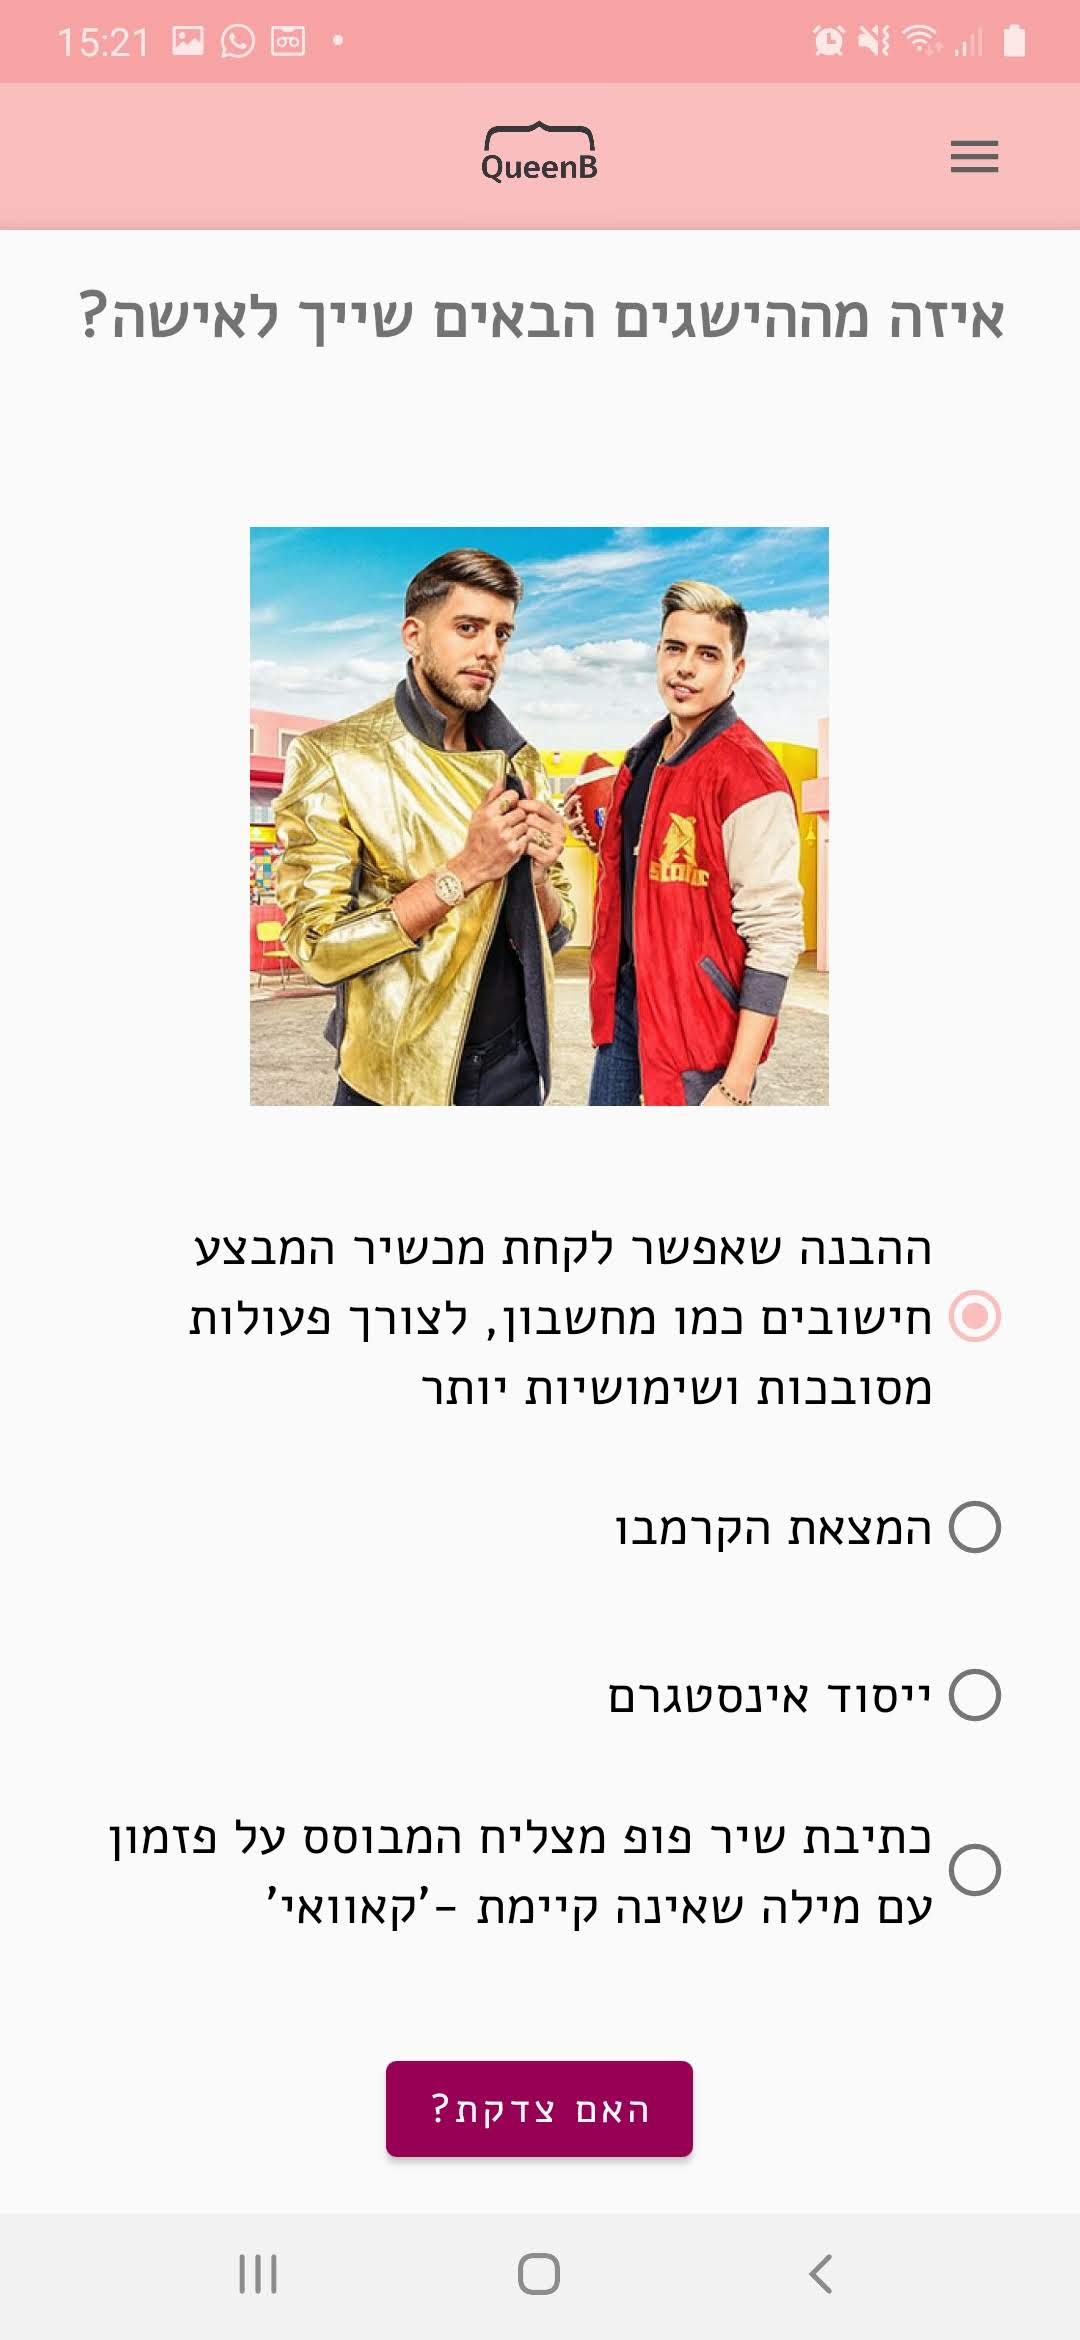 15:21
QueenB
איזה מההישגים הבאים שייך לאישה?
ההבנה שאפשר לקחת מכשיר המבצע
חישובים כמו מחשבון, לצורך פעולות
מסובכות ושימושיות יותר
המצאת הקרמבו
ייסוד אינסטגרם
כתיבת שיר פופ מצליח המבוסס על פזמון
עם מילה שאינה קיימת -'קאוואי'
האם צדקת?